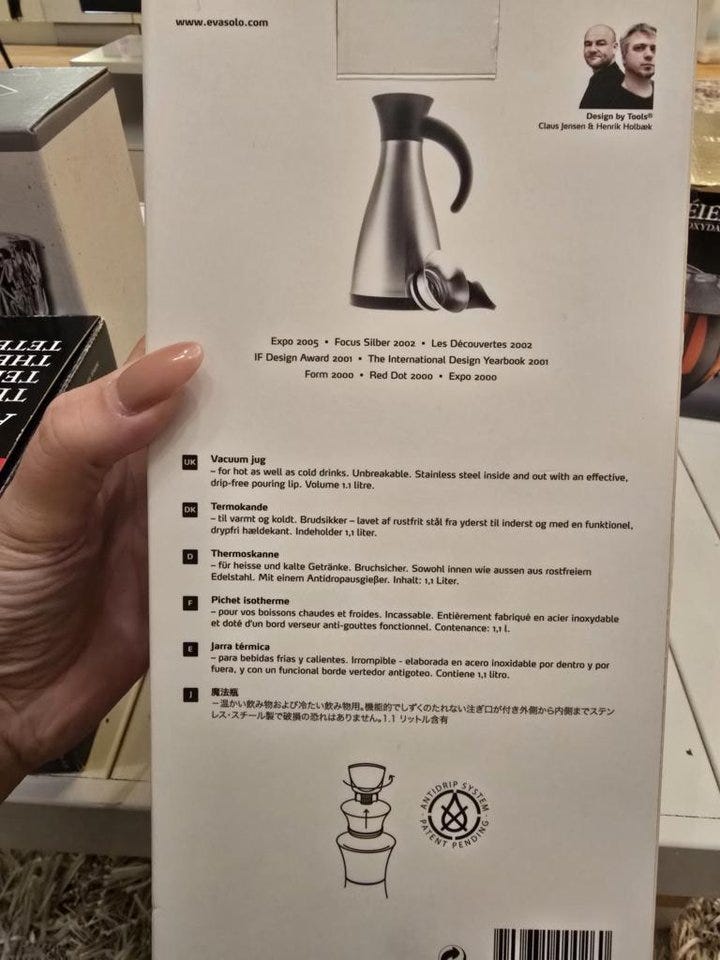 www.evasolo.com
Design by Tools®
Claus Jensen & Henrik Holbæk
Expo 2005 • Focus Silber 2002 • Les Découvertes 2002
IF Design Award 2001 • The International Design Yearbook 2001
Form 2000 • Red Dot 2000 • Expo 2000
UK Vacuum jug
– for hot as well as cold drinks. Unbreakable. Stainless steel inside and out with an effective,
drip-free pouring lip. Volume 1.1 litre.
DK Termokande
– til varmt og koldt. Brudsikker – lavet af rustfrit stål fra yderst til inderst og med en funktionel,
drypfri hældekant. Indeholder 1,1 liter.
D Thermoskanne
– für heisse und kalte Getränke. Bruchsicher. Sowohl innen wie aussen aus rostfreiem
Edelstahl. Mit einem Antidropausgießer. Inhalt: 1,1 Liter.
F Pichet isotherme
– pour vos boissons chaudes et froides. Incassable. Entièrement fabriqué en acier inoxydable
et doté d'un bord verseur anti-gouttes fonctionnel. Contenance: 1,1 l.
E Jarra térmica
– para bebidas frias y calientes. Irrompible - elaborada en acero inoxidable por dentro y por
fuera, y con un funcional borde vertedor antigoteo. Contiene 1,1 litro.
J 魔法瓶
– 温かい飲み物および冷たい飲み物用。機能的でしずくのたれない注ぎ口が付き外側から内側までステン
レス・スチール製で破損の恐れはありません。1.1 リットル含有
ANTIDRIP SYSTEM
PATENT PENDING